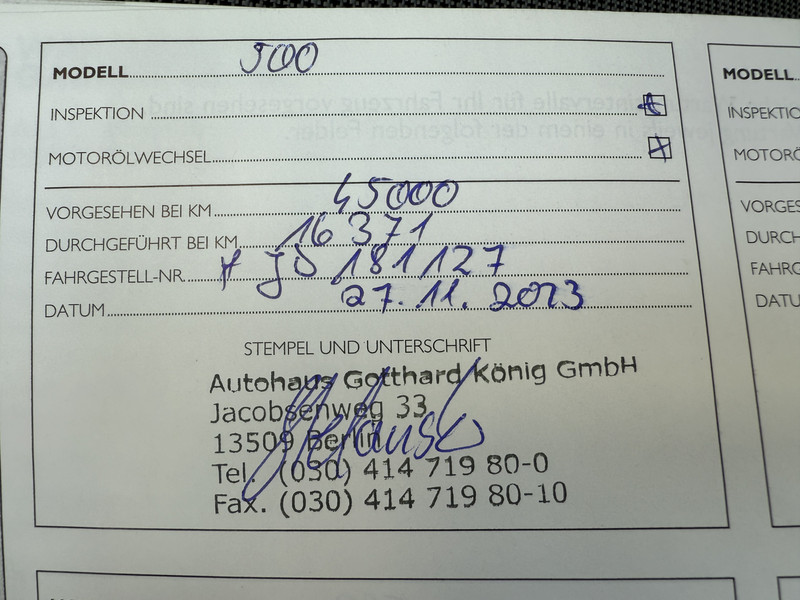 MODELL 500
INSPEKTION
MOTORÖLWECHSEL X
VORGESEHEN BEI KM 45000
DURCHGEFÜHRT BEI KM 16371
FAHRGESTELL-NR. JD 181127
DATUM 27.11.2013
STEMPEL UND UNTERSCHRIFT
Autohaus Gotthard König GmbH
Jacobsenweg 33
13509 Berlin
Tel. (030) 414 719 80-0
Fax. (030) 414 719 80-10
MODELL
INSPEKTIO
MOTORÖ
VORGES
DURCH
FAHRG
DATU